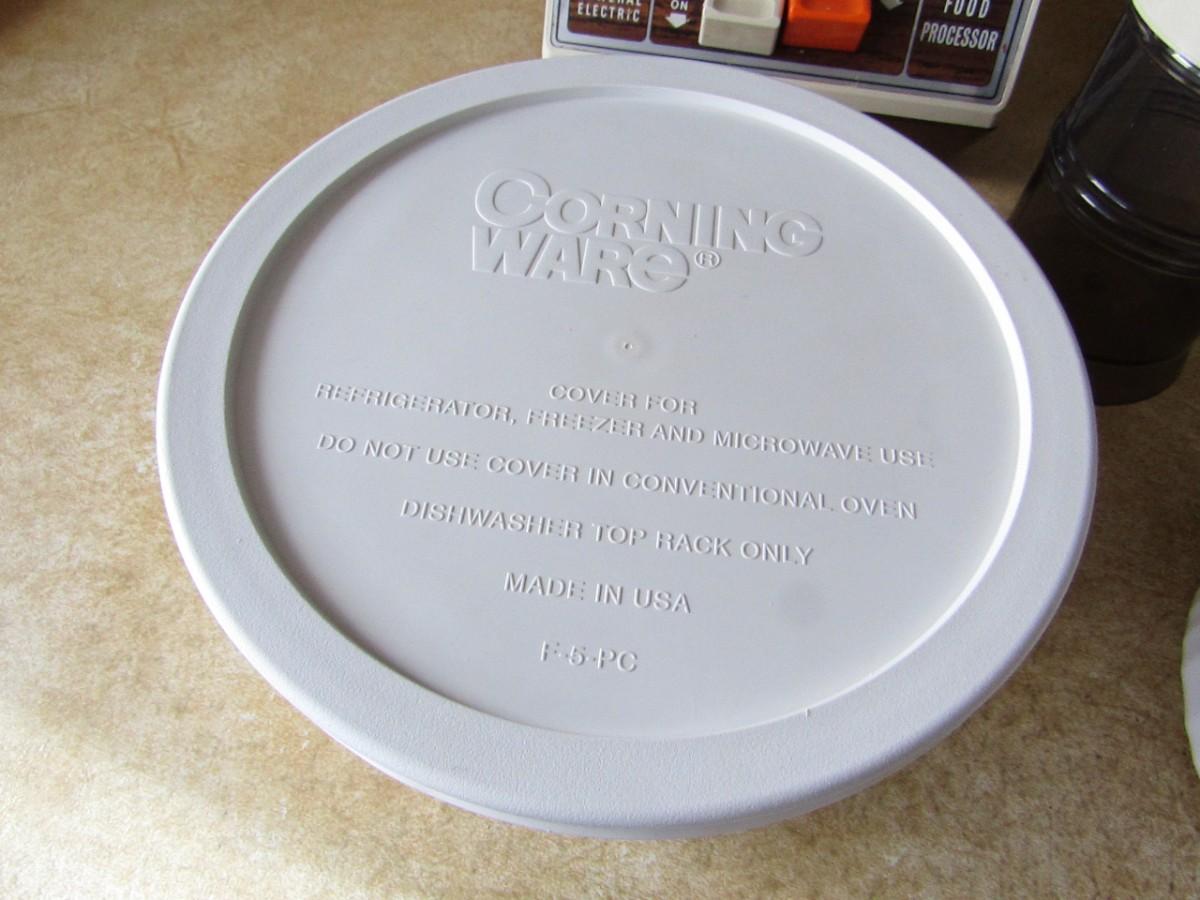 ELECTRIC
ON
FOOD
PROCESSOR
CORNING
WARE®
COVER FOR
REFRIGERATOR, FREEZER AND MICROWAVE USE
DO NOT USE COVER IN CONVENTIONAL OVEN
DISHWASHER TOP RACK ONLY
MADE IN USA
F-5-PC